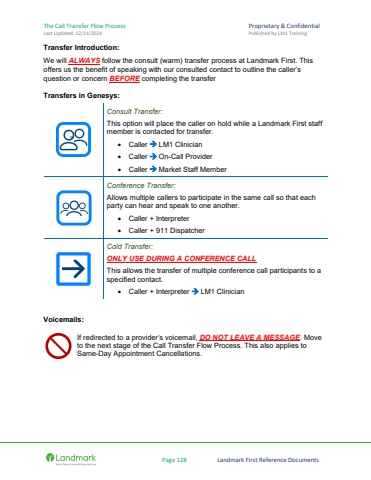 The Call Transfer Flow Process
Proprietary & Confidential
Last Updated: 12/11/2024
Published by LM1 Training
Transfer Introduction:
We will ALWAYS follow the consult (warm) transfer process at Landmark First. This
offers us the benefit of speaking with our consulted contact to outline the caller's
question or concern BEFORE completing the transfer
Transfers in Genesys:
Consult Transfer:
This option will place the caller on hold while a Landmark First staff
member is contacted for transfer.
• Caller ➔ LM1 Clinician
• Caller ➔ On-Call Provider
• Caller ➔ Market Staff Member
Conference Transfer:
Allows multiple callers to participate in the same call so that each
party can hear and speak to one another.
• Caller + Interpreter
• Caller + 911 Dispatcher
Cold Transfer:
ONLY USE DURING A CONFERENCE CALL
This allows the transfer of multiple conference call participants to a
specified contact.
• Caller + Interpreter ➔ LM1 Clinician
Voicemails:
If redirected to a provider's voicemail, DO NOT LEAVE A MESSAGE. Move
to the next stage of the Call Transfer Flow Process. This also applies to
Same-Day Appointment Cancellations.
Landmark
Page 128
Landmark First Reference Documents